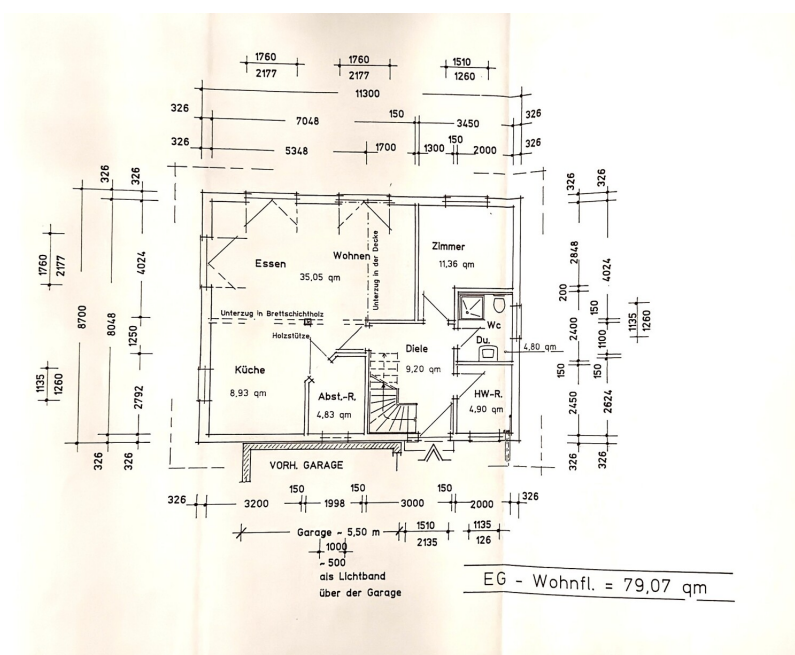 1760
2177
1760
2177
1510
1260
11300
326
326
7048
150
3450
326
326
5348
1700
1300
150
2000
326
326
326
326
326
326
1760
2177
8700
8048
4024
1250
1135
1260
2792
326
326
Essen
Wohnen
35,05 qm
Unterzug in der Decke
Zimmer
11,36 qm
Unterzug in Brettschichtholz
Holzstütze
Wc
Du.
4,80 qm
Diele
9,20 qm
Küche
8,93 qm
Abst.-R.
4,83 qm
HW-R.
4,90 qm
2848
4024
200
150
2400
1100
1135
1260
150
150
2450
2624
326
326
VORH. GARAGE
326
3200
150
1998
150
3000
150
2000
326
Garage ~ 5,50 m
1510
2135
1135
126
1000
~ 500
als Lichtband
über der Garage
EG - Wohnfl. = 79,07 qm